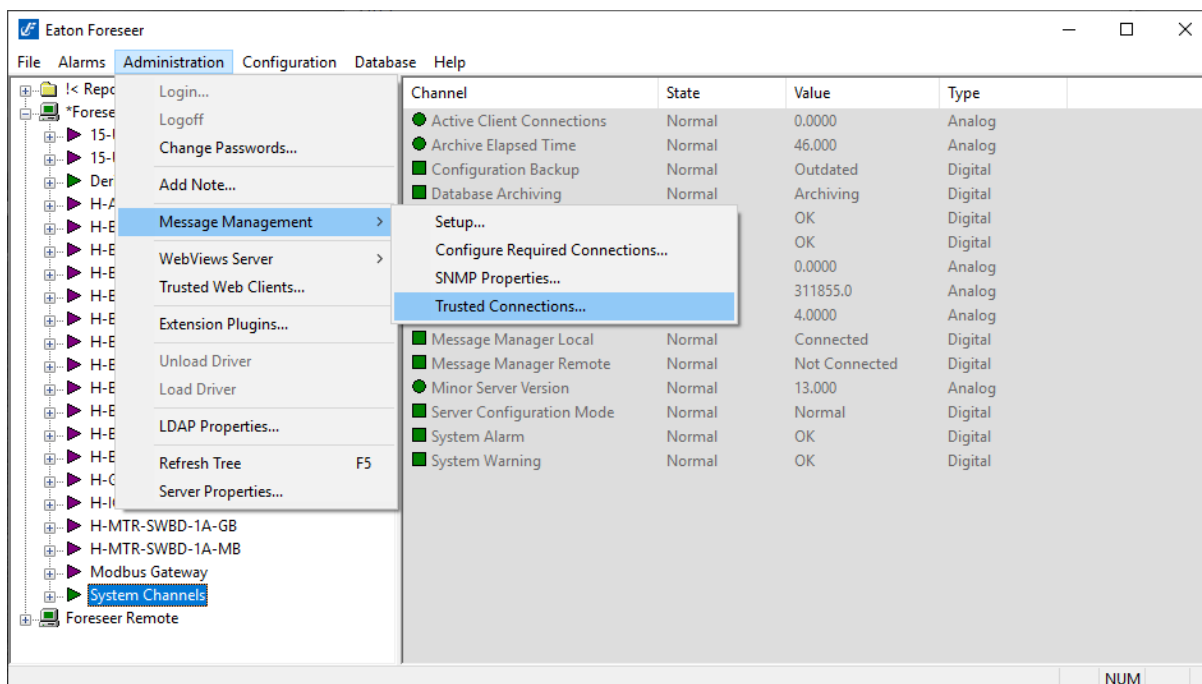 Eaton Foreseer
File Alarms Administration Configuration Database Help
!< Repo
*Forese
15-
15-
Der
H-A
H-E
H-E
H-E
H-E
H-E
H-E
H-E
H-E
H-E
H-E
H-E
H-MTR-SWBD-1A-GB
H-MTR-SWBD-1A-MB
Modbus Gateway
System Channels
Foreseer Remote
Login...
Logoff
Change Passwords...
Add Note...
Message Management
WebViews Server
Trusted Web Clients...
Extension Plugins...
Unload Driver
Load Driver
LDAP Properties...
Refresh Tree F5
Server Properties...
Setup...
Configure Required Connections...
SNMP Properties...
Trusted Connections...
Channel State Value Type
Active Client Connections Normal 0.0000 Analog
Archive Elapsed Time Normal 46.000 Analog
Configuration Backup Normal Outdated Digital
Database Archiving Normal Archiving Digital
OK Digital
OK Digital
0.0000 Analog
311855.0 Analog
4.0000 Analog
Message Manager Local Normal Connected Digital
Message Manager Remote Normal Not Connected Digital
Minor Server Version Normal 13.000 Analog
Server Configuration Mode Normal Normal Digital
System Alarm Normal OK Digital
System Warning Normal OK Digital
NUM